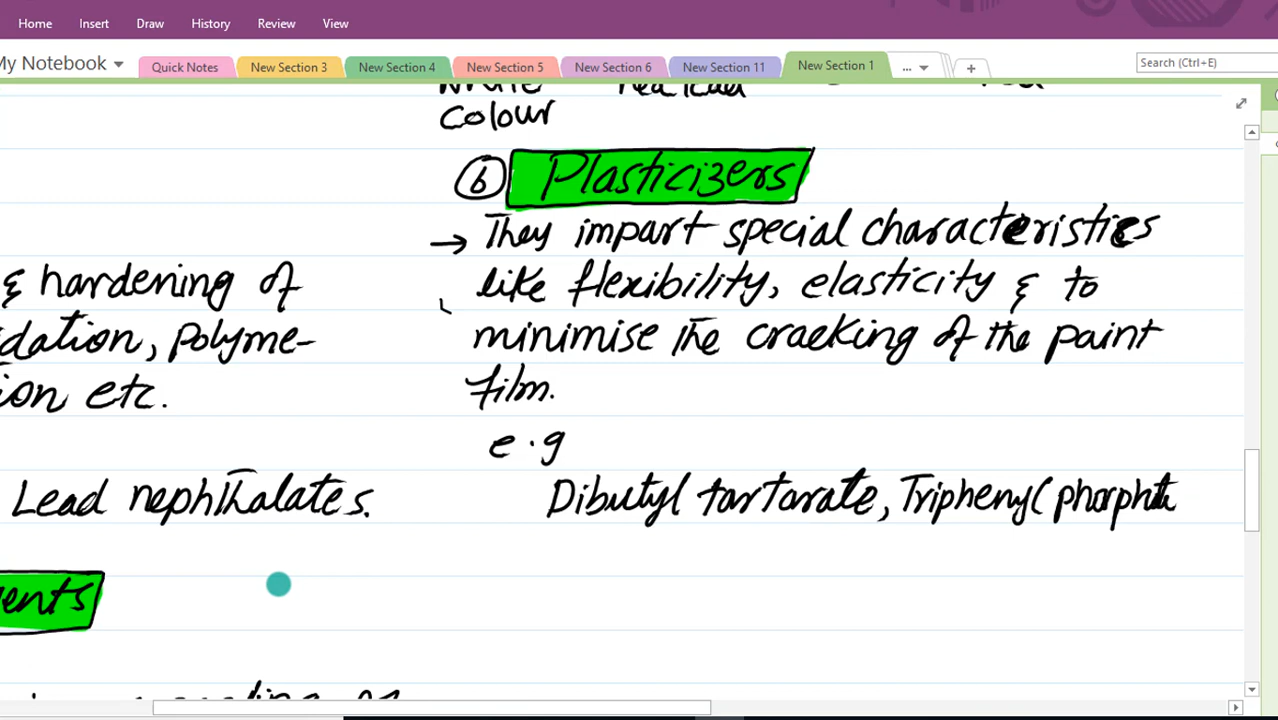 Home Insert Draw History Review View
My Notebook Quick Notes New Section 3 New Section 4 New Section 5 New Section 6 New Section 11 New Section 1 ... + Search (Ctrl+E)
colour
6 Plasticizers
→ They impart special characteristics
like flexibility, elasticity & to
minimise the cracking of the paint
film.
e.g
Dibutyl tartarate, Triphenyl phosphate
& hardening of
dation, polyme-
ion etc.
Lead nephthalates.
ents